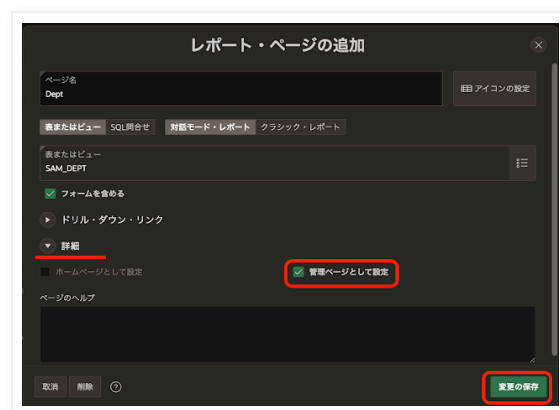 レポート・ページの追加
ページ名
Dept
アイコンの設定
表またはビュー SQL問合せ 対話モード・レポート クラシック・レポート
表またはビュー
SAM_DEPT
フォームを含める
ドリル・ダウン・リンク
詳細
ホームページとして設定 管理ページとして設定
ページのヘルプ
取消 削除 ? 変更の保存